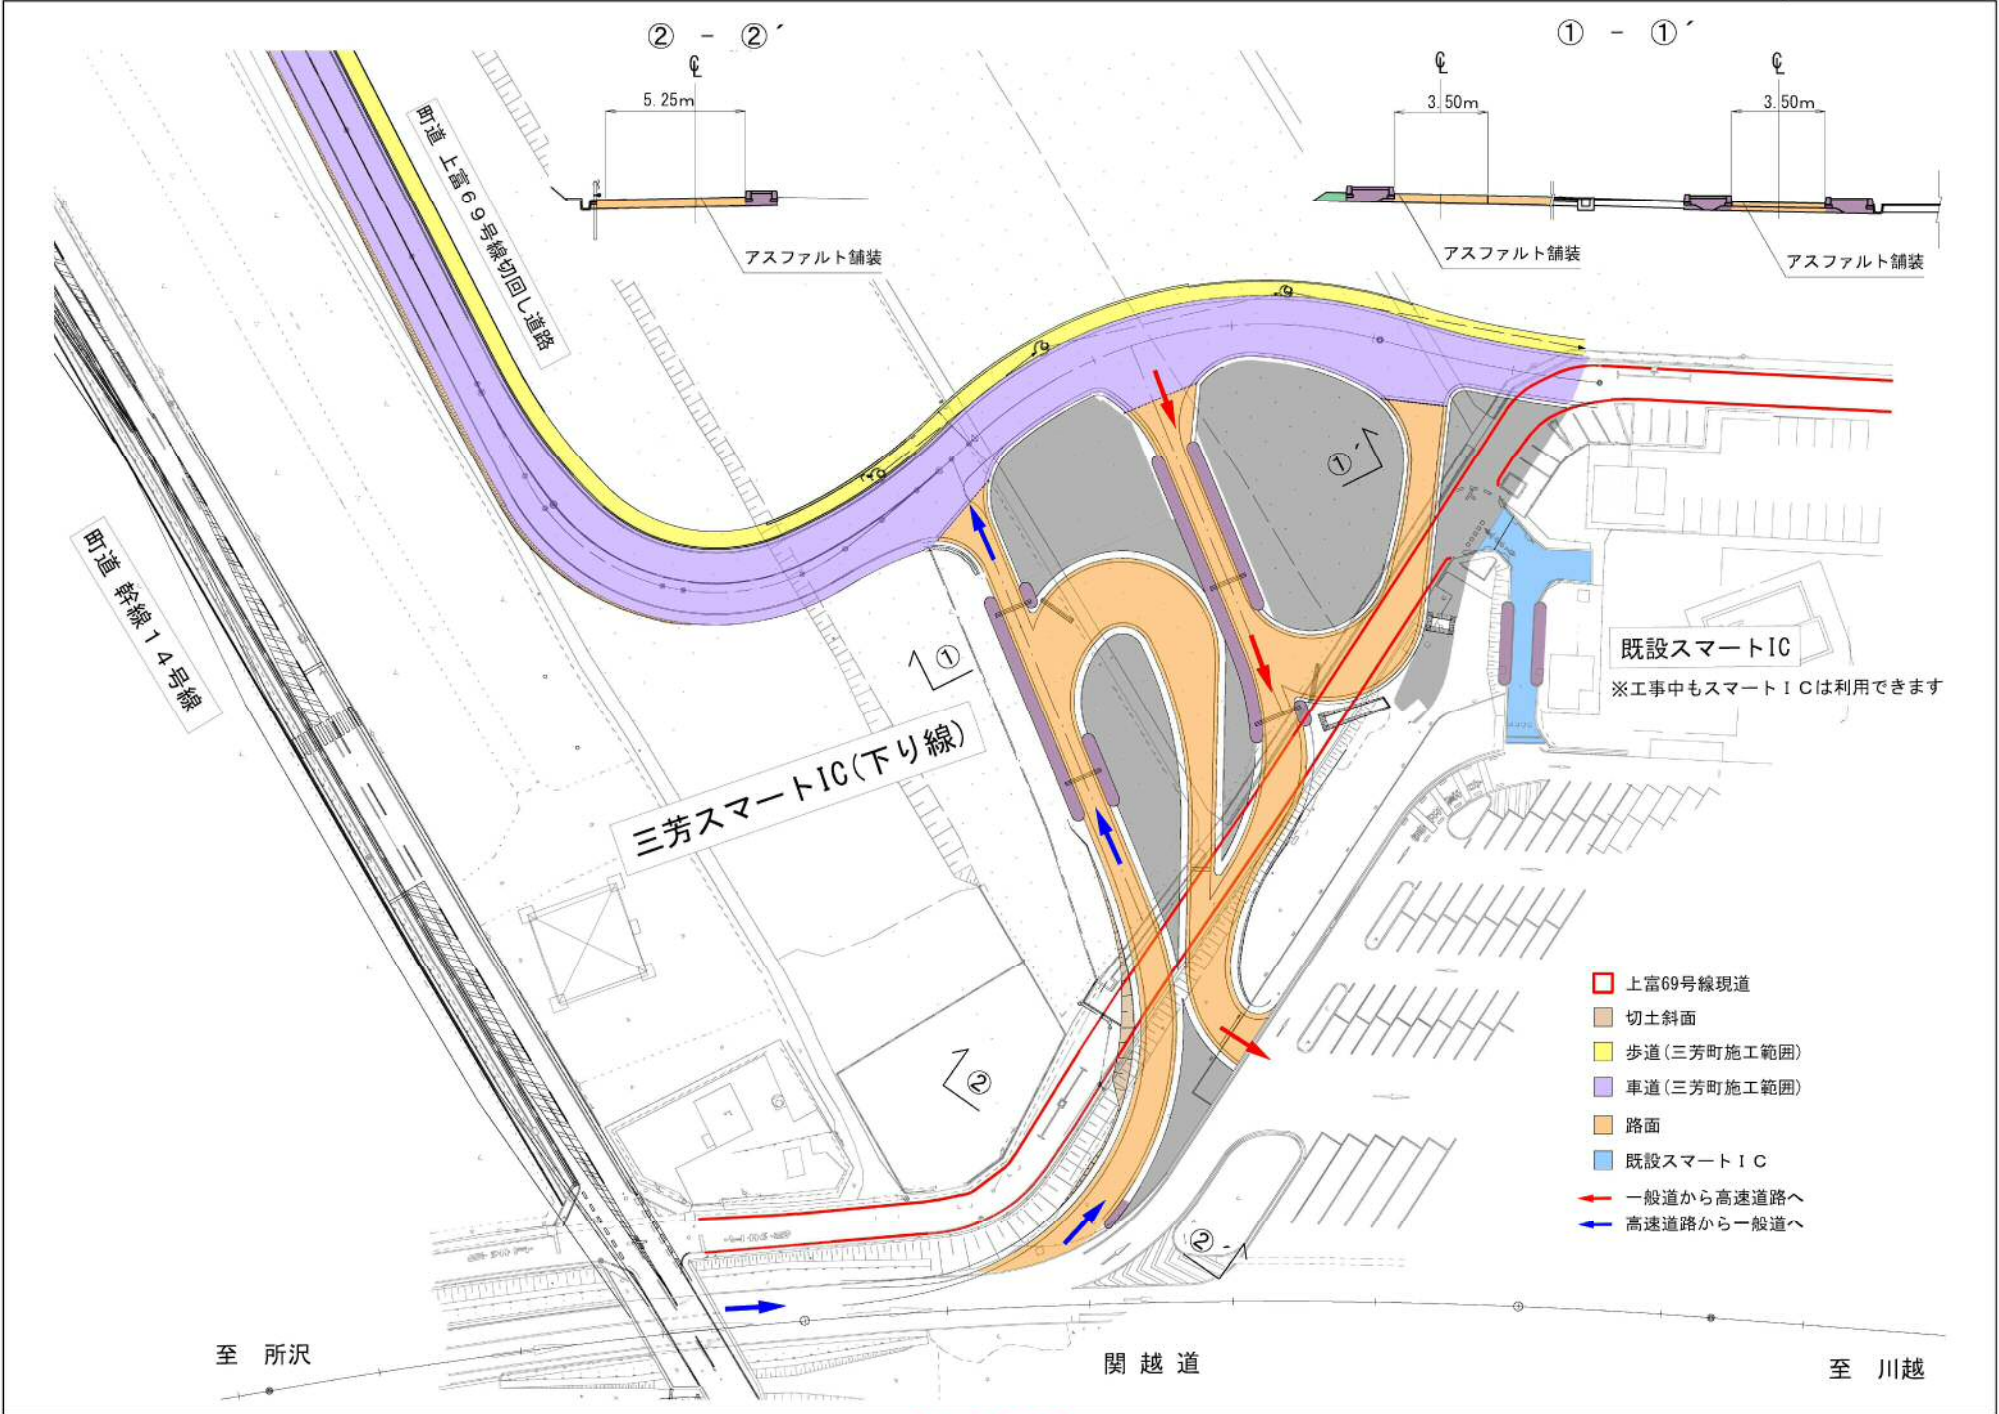 ② - ②´
① - ①´
℄
℄
℄
5.25m
3.50m
3.50m
アスファルト舗装
アスファルト舗装
アスファルト舗装
町道 上富69号線切回し道路
町道 幹線14号線
①´
①
既設スマートIC
※工事中もスマートICは利用できます
三芳スマートIC(下り線)
②
②´
上富69号線現道
切土斜面
歩道(三芳町施工範囲)
車道(三芳町施工範囲)
路面
既設スマートIC
一般道から高速道路へ
高速道路から一般道へ
至 所沢
関越道
至 川越